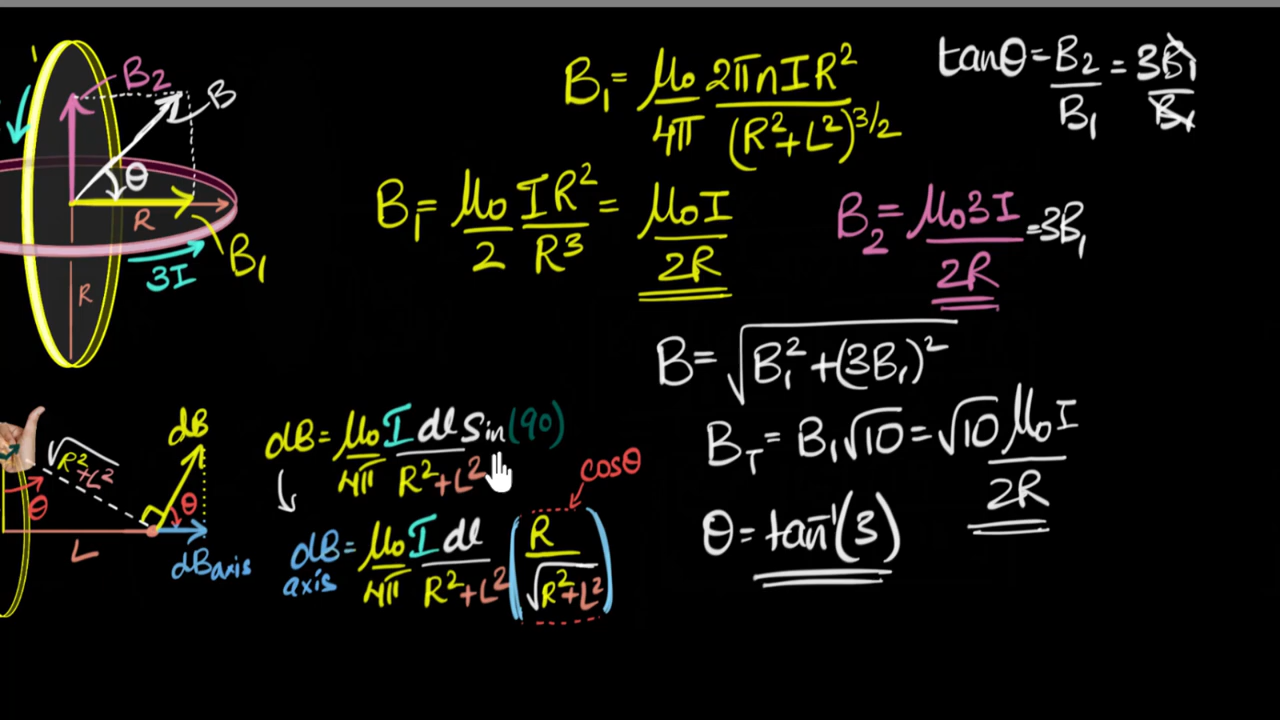 B₂
B
θ
R
B₁
3I
R
B₁ = μ₀/4π 2πnIR²/(R²+L²)^3/2
tanθ = B₂/B₁ = 3B₁/B₁
B₁ = μ₀/2 IR²/R³ = μ₀I/2R
B₂ = μ₀3I/2R = 3B₁
B = √(B₁² + (3B₁)²)
B_T = B₁√10 = √10 μ₀I/2R
θ = tan⁻¹(3)
dB
√R²+L²
θ
θ
L
dBaxis
dB = μ₀/4π I dl Sin(90)/R²+L²
cosθ
dB axis = μ₀/4π I dl/R²+L² (R/√R²+L²)